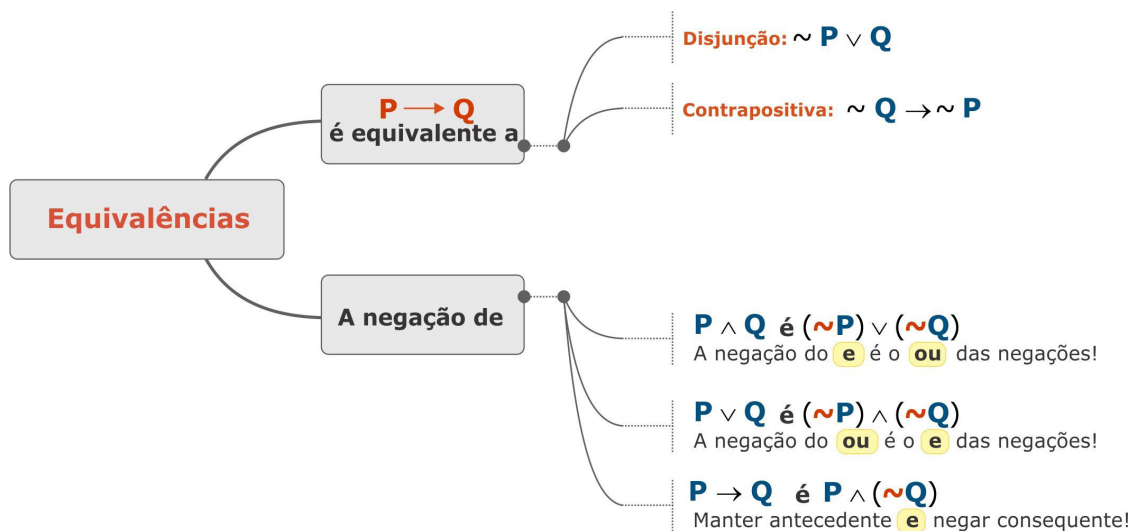 Equivalências
P → Q
é equivalente a
Disjunção: ~ P ∨ Q
Contrapositiva: ~ Q → ~ P
A negação de
P ∧ Q é (~P) ∨ (~Q)
A negação do e é o ou das negações!
P ∨ Q é (~P) ∧ (~Q)
A negação do ou é o e das negações!
P → Q é P ∧ (~Q)
Manter antecedente e negar consequente!